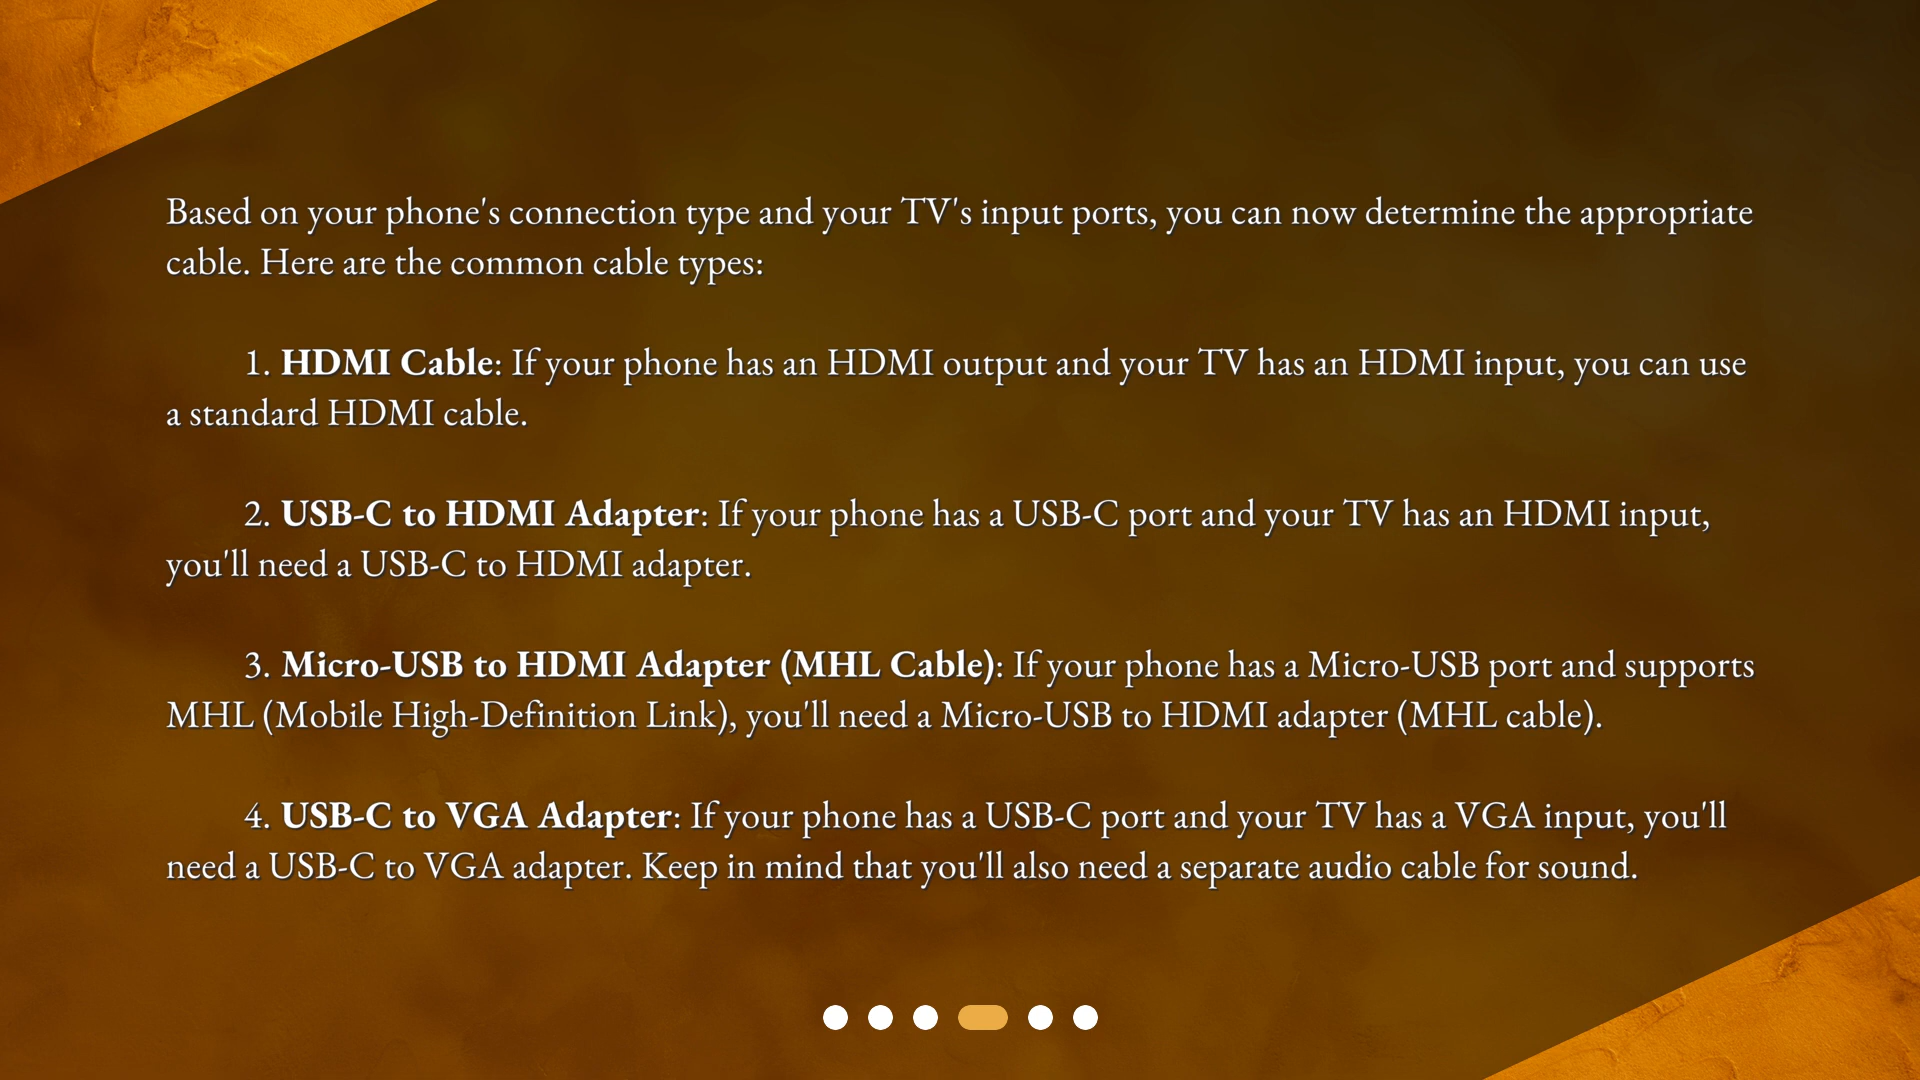 Based on your phone's connection type and your TV's input ports, you can now determine the appropriate
cable. Here are the common cable types:
1. HDMI Cable: If your phone has an HDMI output and your TV has an HDMI input, you can use
a standard HDMI cable.
2. USB-C to HDMI Adapter: If your phone has a USB-C port and your TV has an HDMI input,
you'll need a USB-C to HDMI adapter.
3. Micro-USB to HDMI Adapter (MHL Cable): If your phone has a Micro-USB port and supports
MHL (Mobile High-Definition Link), you'll need a Micro-USB to HDMI adapter (MHL cable).
4. USB-C to VGA Adapter: If your phone has a USB-C port and your TV has a VGA input, you'll
need a USB-C to VGA adapter. Keep in mind that you'll also need a separate audio cable for sound.